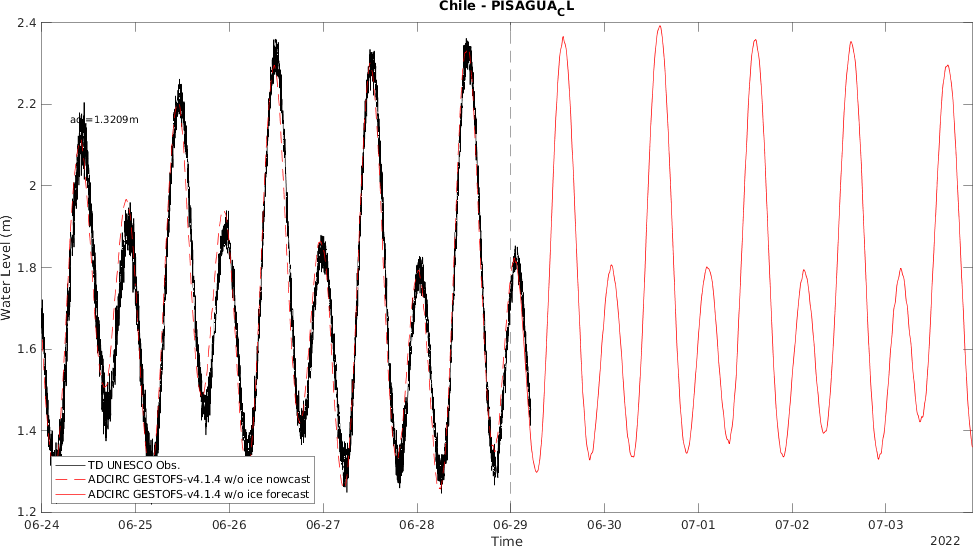 Chile - PISAGUA_CL
2.4
2.2
2
1.8
1.6
1.4
1.2
Water Level (m)
=1.3209m
TD UNESCO Obs.
ADCIRC GESTOFS-v4.1.4 w/o ice nowcast
ADCIRC GESTOFS-v4.1.4 w/o ice forecast
06-24 06-25 06-26 06-27 06-28 06-29 06-30 07-01 07-02 07-03
Time
2022